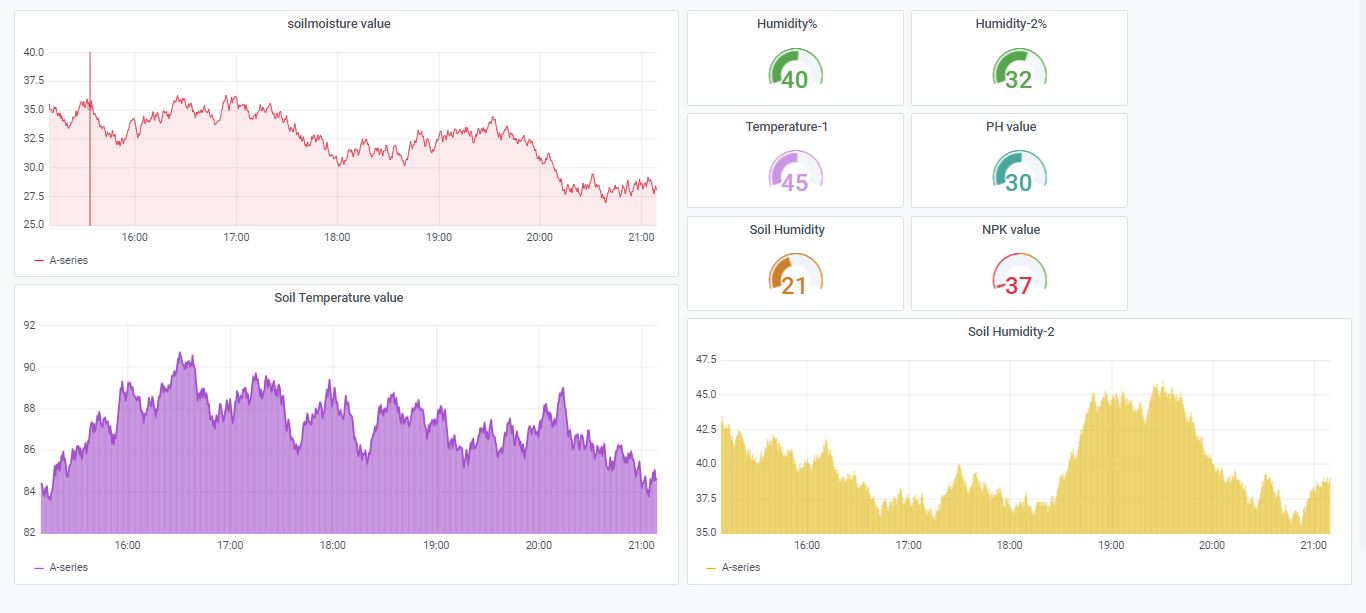 soilmoisture value
40.0
37.5
35.0
32.5
30.0
27.5
25.0
16:00 17:00 18:00 19:00 20:00 21:00
A-series
Humidity%
40
Humidity-2%
32
Temperature-1
45
PH value
30
Soil Humidity
21
NPK value
37
Soil Temperature value
92
90
88
86
84
82
16:00 17:00 18:00 19:00 20:00 21:00
A-series
Soil Humidity-2
47.5
45.0
42.5
40.0
37.5
35.0
16:00 17:00 18:00 19:00 20:00 21:00
A-series